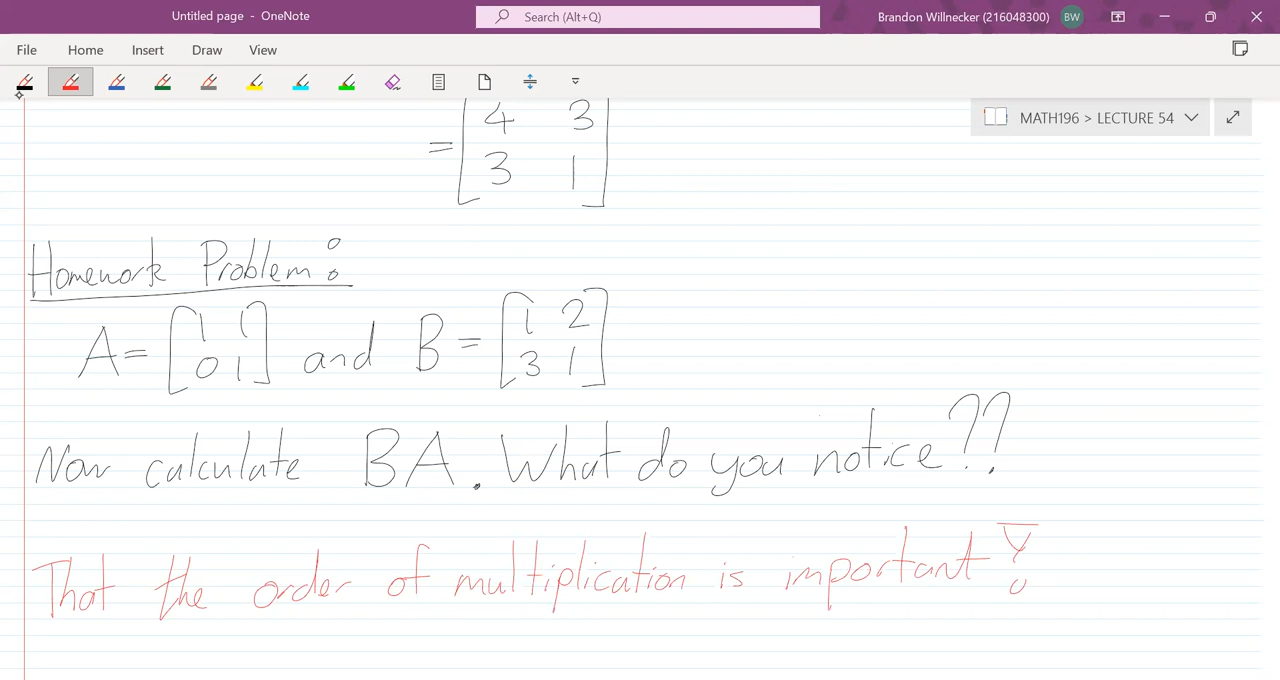 Untitled page - OneNote
Search (Alt+Q)
Brandon Willnecker (216048300)
BW
File Home Insert Draw View
MATH196 > LECTURE 54
= [4 3
3 1]
Homework Problem:
A = [1 1
0 1] and B = [1 2
3 1]
Now calculate BA. What do you notice??
That the order of multiplication is important!